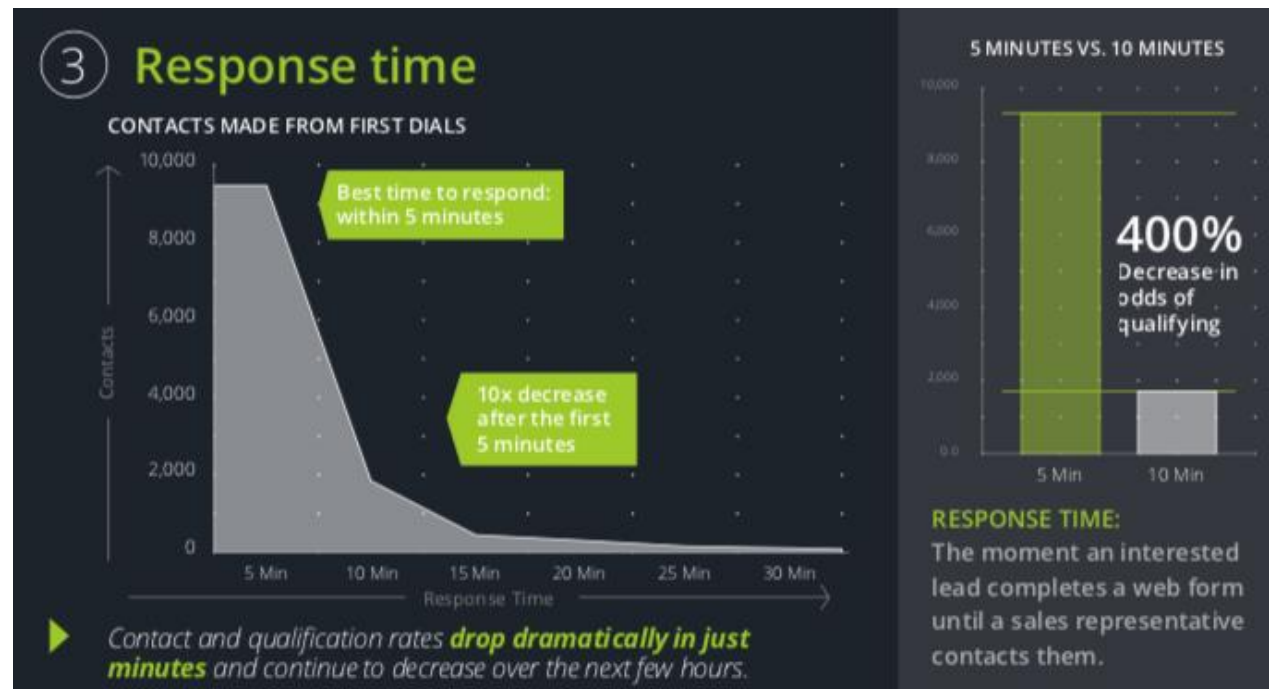 3 Response time
CONTACTS MADE FROM FIRST DIALS
10,000
8,000
6,000
4,000
2,000
0
Contacts
Best time to respond:
within 5 minutes
10x decrease
after the first
5 minutes
5 Min 10 Min 15 Min 20 Min 25 Min 30 Min
Response Time
Contact and qualification rates drop dramatically in just
minutes and continue to decrease over the next few hours.
5 MINUTES VS. 10 MINUTES
10,000
8,000
6,000
4,000
2,000
0.0
400%
Decrease in
odds of
qualifying
5 Min 10 Min
RESPONSE TIME:
The moment an interested
lead completes a web form
until a sales representative
contacts them.